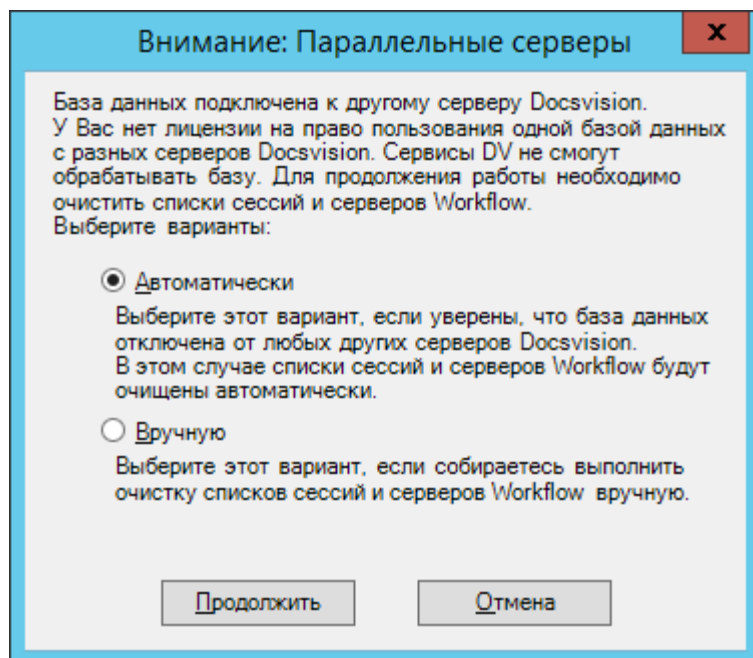 Внимание: Параллельные серверы
x
База данных подключена к другому серверу Docsvision.
У Вас нет лицензии на право пользования одной базой данных
с разных серверов Docsvision. Сервисы DV не смогут
обрабатывать базу. Для продолжения работы необходимо
очистить списки сессий и серверов Workflow.
Выберите варианты:
Автоматически
Выберите этот вариант, если уверены, что база данных
отключена от любых других серверов Docsvision.
В этом случае списки сессий и серверов Workflow будут
очищены автоматически.
Вручную
Выберите этот вариант, если собираетесь выполнить
очистку списков сессий и серверов Workflow вручную.
Продолжить
Отмена